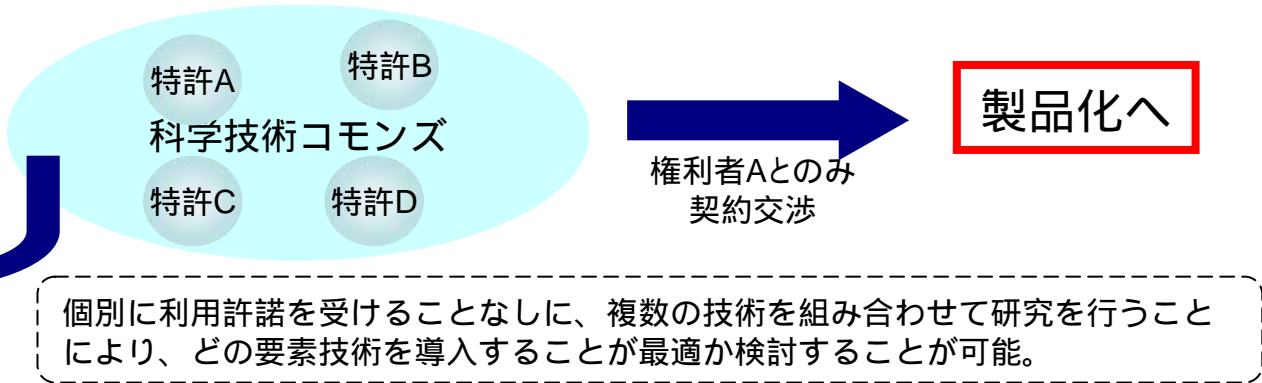 特許A
特許B
科学技術コモンズ
特許C
特許D
権利者Aとのみ
契約交渉
製品化へ
個別に利用許諾を受けることなしに、複数の技術を組み合わせて研究を行うこと
により、どの要素技術を導入することが最適か検討することが可能。